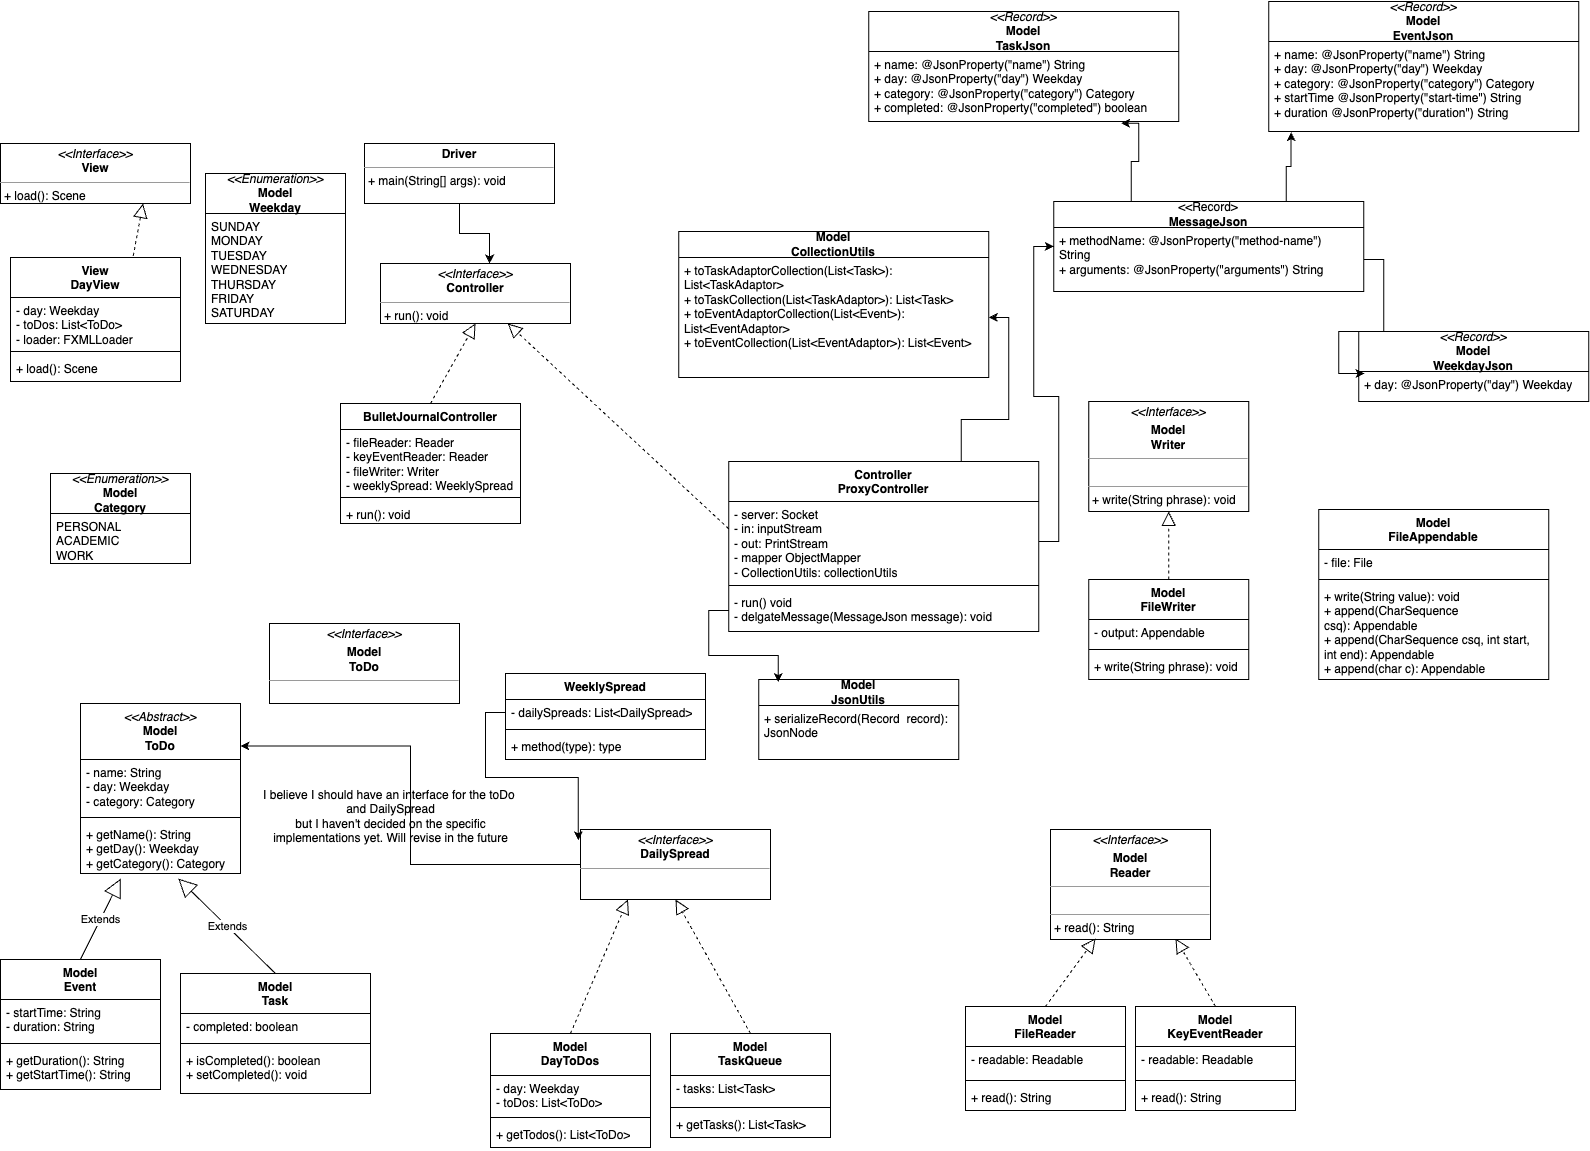 <<Record>>
Model
TaskJson
+ name: @JsonProperty("name") String
+ day: @JsonProperty("day") Weekday
+ category: @JsonProperty("category") Category
+ completed: @JsonProperty("completed") boolean
<<Record>>
Model
EventJson
+ name: @JsonProperty("name") String
+ day: @JsonProperty("day") Weekday
+ category: @JsonProperty("category") Category
+ startTime @JsonProperty("start-time") String
+ duration @JsonProperty("duration") String
<<Interface>>
View
+ load(): Scene
<<Enumeration>>
Model
Weekday
SUNDAY
MONDAY
TUESDAY
WEDNESDAY
THURSDAY
FRIDAY
SATURDAY
Driver
+ main(String[] args): void
<<Record>
MessageJson
+ methodName: @JsonProperty("method-name")
String
+ arguments: @JsonProperty("arguments") String
View
DayView
- day: Weekday
- toDos: List<ToDo>
- loader: FXMLLoader
+ load(): Scene
<<Interface>>
Controller
+ run(): void
Model
CollectionUtils
+ toTaskAdaptorCollection(List<Task>):
List<TaskAdaptor>
+ toTaskCollection(List<TaskAdaptor>): List<Task>
+ toEventAdaptorCollection(List<Event>):
List<EventAdaptor>
+ toEventCollection(List<EventAdaptor>): List<Event>
<<Record>>
Model
WeekdayJson
+ day: @JsonProperty("day") Weekday
BulletJournalController
- fileReader: Reader
- keyEventReader: Reader
- fileWriter: Writer
- weeklySpread: WeeklySpread
+ run(): void
<<Interface>>
Model
Writer
+ write(String phrase): void
<<Enumeration>>
Model
Category
PERSONAL
ACADEMIC
WORK
Controller
ProxyController
- server: Socket
- in: inputStream
- out: PrintStream
- mapper ObjectMapper
- CollectionUtils: collectionUtils
- run() void
- delgateMessage(MessageJson message): void
Model
FileAppendable
- file: File
+ write(String value): void
+ append(CharSequence
csq): Appendable
+ append(CharSequence csq, int start,
int end): Appendable
+ append(char c): Appendable
Model
FileWriter
- output: Appendable
+ write(String phrase): void
<<Interface>>
Model
ToDo
WeeklySpread
- dailySpreads: List<DailySpread>
+ method(type): type
Model
JsonUtils
+ serializeRecord(Record  record):
JsonNode
<<Abstract>>
Model
ToDo
- name: String
- day: Weekday
- category: Category
+ getName(): String
+ getDay(): Weekday
+ getCategory(): Category
I believe I should have an interface for the toDo
and DailySpread
but I haven't decided on the specific
implementations yet. Will revise in the future
<<Interface>>
DailySpread
<<Interface>>
Model
Reader
+ read(): String
Extends
Extends
Model
Event
- startTime: String
- duration: String
+ getDuration(): String
+ getStartTime(): String
Model
Task
- completed: boolean
+ isCompleted(): boolean
+ setCompleted(): void
Model
DayToDos
- day: Weekday
- toDos: List<ToDo>
+ getTodos(): List<ToDo>
Model
TaskQueue
- tasks: List<Task>
+ getTasks(): List<Task>
Model
FileReader
- readable: Readable
+ read(): String
Model
KeyEventReader
- readable: Readable
+ read(): String